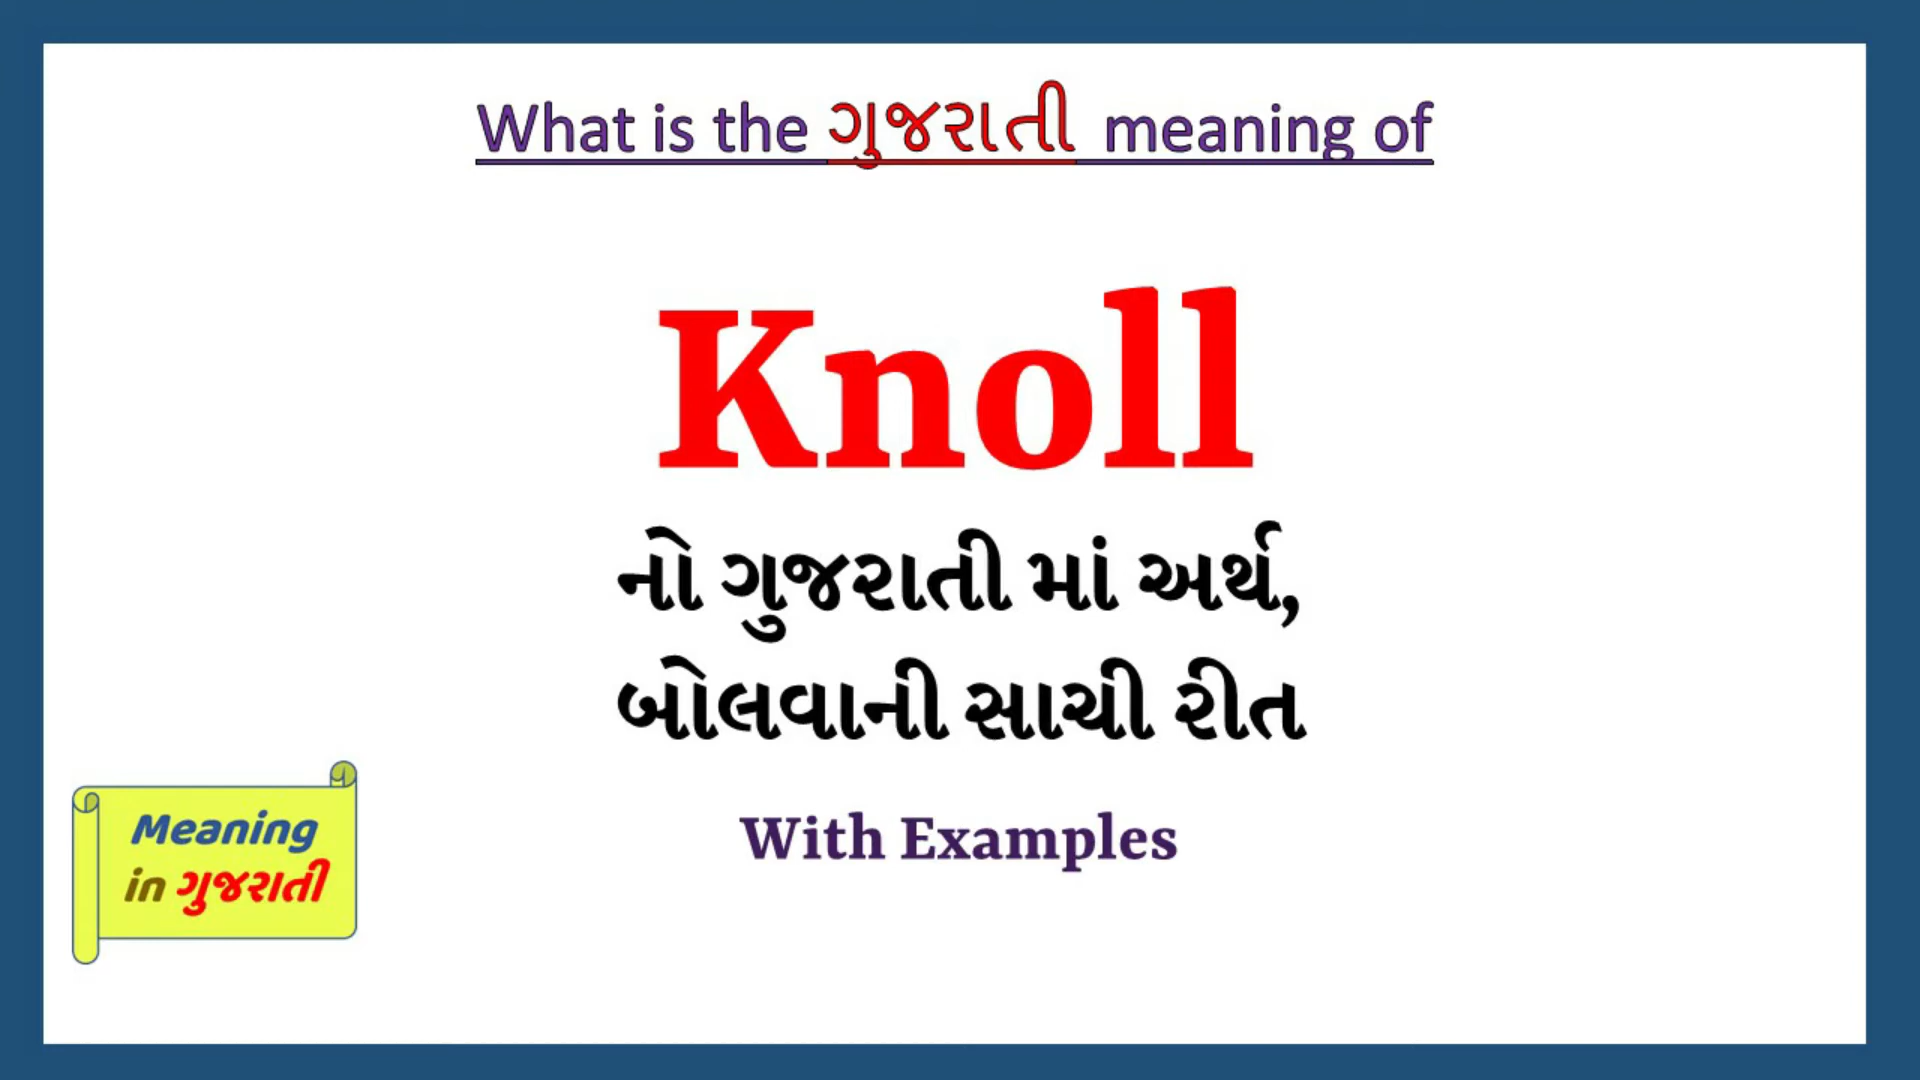 What is the ગુજરાતી meaning of
Knoll
નો ગુજરાતી માં અર્થ,
બોલવાની સાચી રીત
With Examples
Meaning
in ગુજરાતી